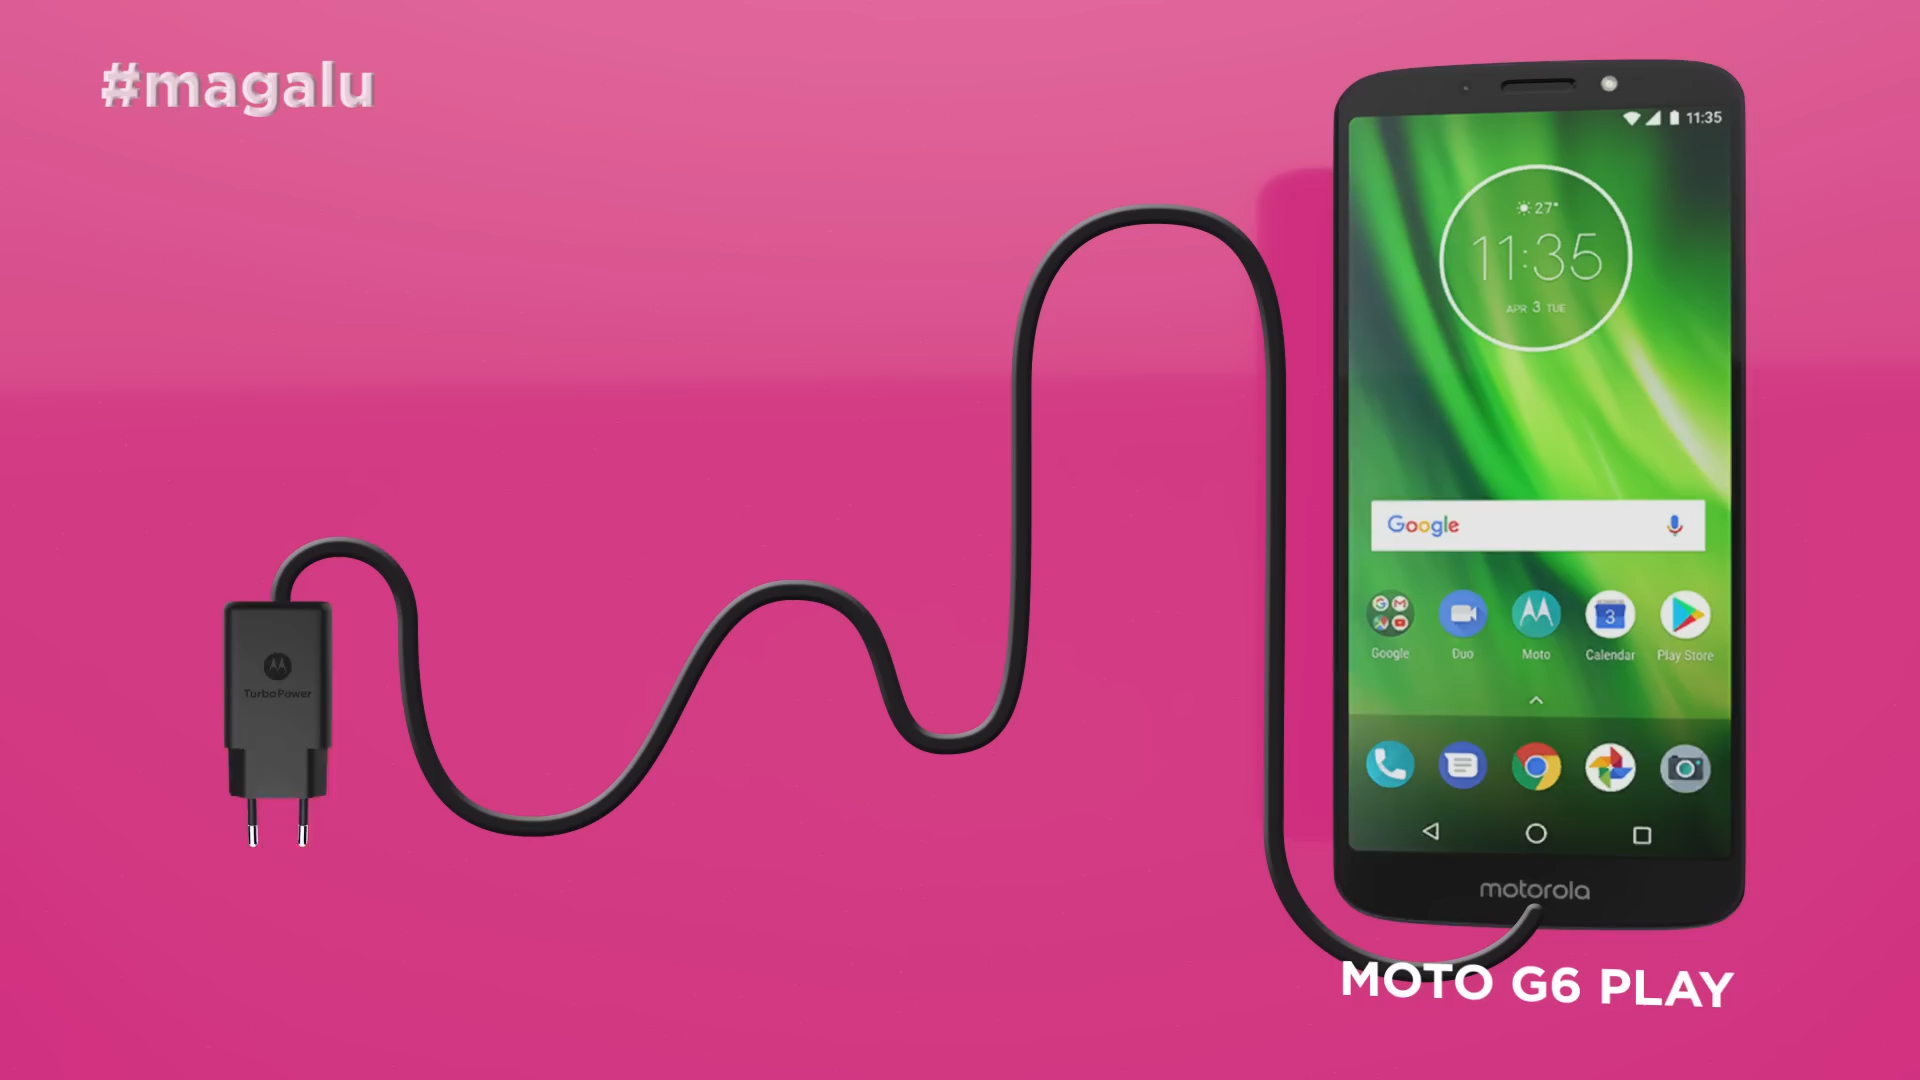 #magalu
11:35
27°
11:35
APR 3 TUE
Google
3
Google
Duo
Moto
Calendar
Play Store
motorola
TurboPower
MOTO G6 PLAY